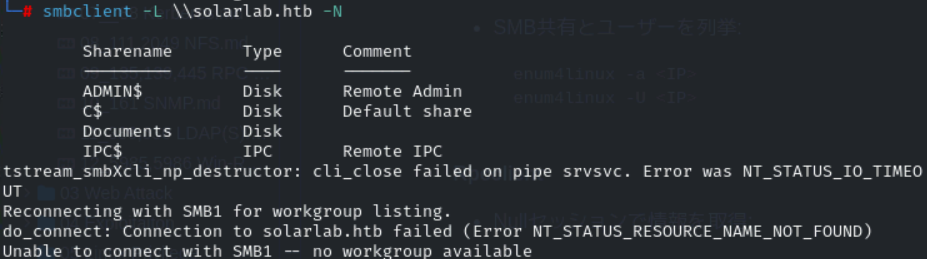 └─# smbclient -L \\solarlab.htb -N
SMB共有とユーザーを列挙.
Sharename Type Comment
enum4linux -a <IP>
ADMIN$ Disk Remote Admin
enum4linux -U <IP>
C$ Disk Default share
Documents Disk
IPC$ IPC Remote IPC
tstream_smbXcli_np_destructor: cli_close failed on pipe srvsvc. Error was NT_STATUS_IO_TIMEO
UT
03 Web Attack
Reconnecting with SMB1 for workgroup listing.
Nullセッションで情報を取得.
do_connect: Connection to solarlab.htb failed (Error NT_STATUS_RESOURCE_NAME_NOT_FOUND)
Unable to connect with SMB1 -- no workgroup available